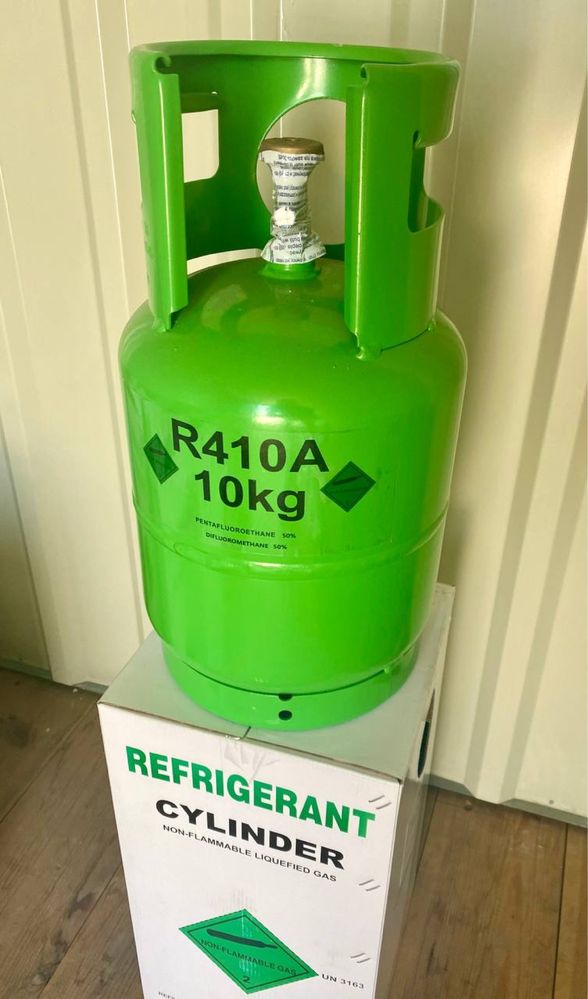 R410A
10kg
PENTAFLUOROETHANE 50%
DIFLUOROMETHANE 50%
REFRIGERANT
CYLINDER
NON-FLAMMABLE LIQUEFIED GAS
NON-FLAMMABLE GAS
2
UN 3163